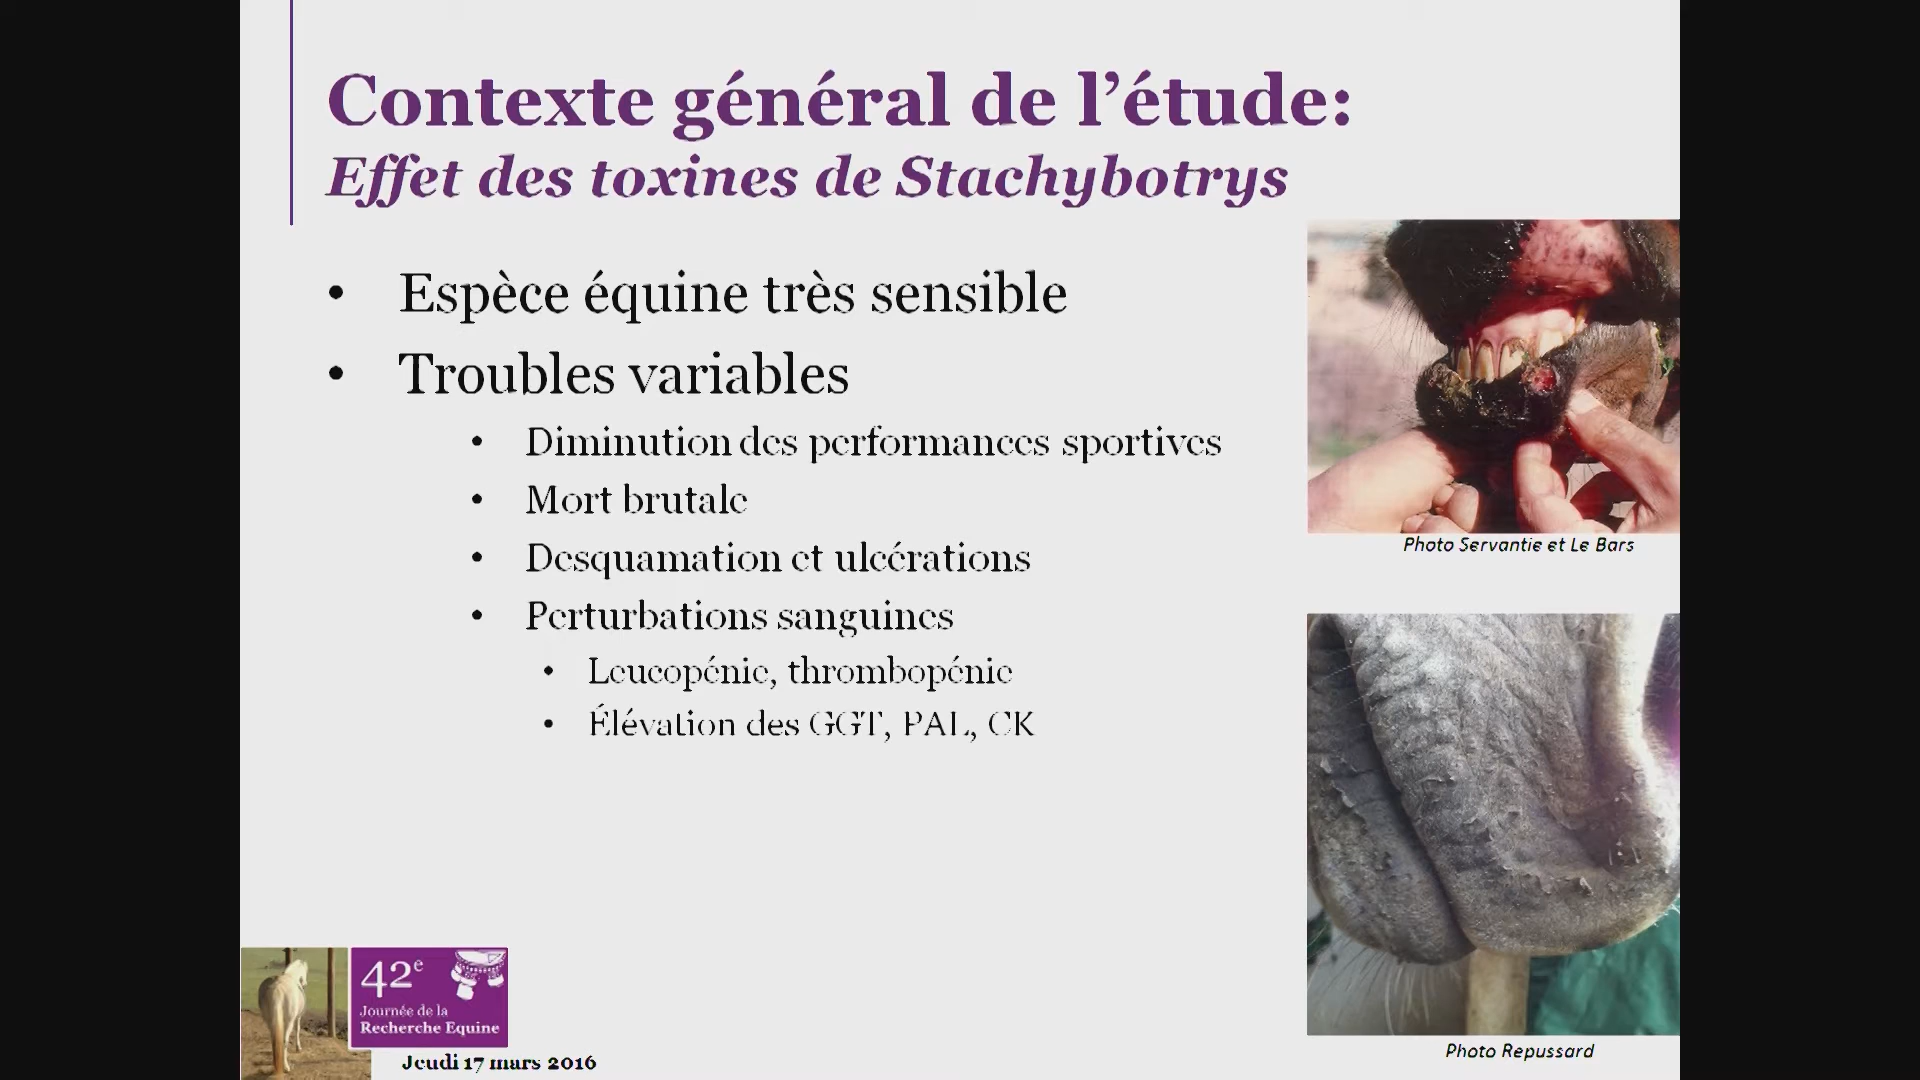 Contexte général de l’étude:
Effet des toxines de Stachybotrys
• Espèce équine très sensible
• Troubles variables
• Diminution des performances sportives
• Mort brutale
• Desquamation et ulcérations
• Perturbations sanguines
• Leucopénie, thrombopénie
• Élévation des GGT, PAL, CK
Photo Servantie et Le Bars
Photo Repussard
42e
Journée de la
Recherche Equine
Jeudi 17 mars 2016